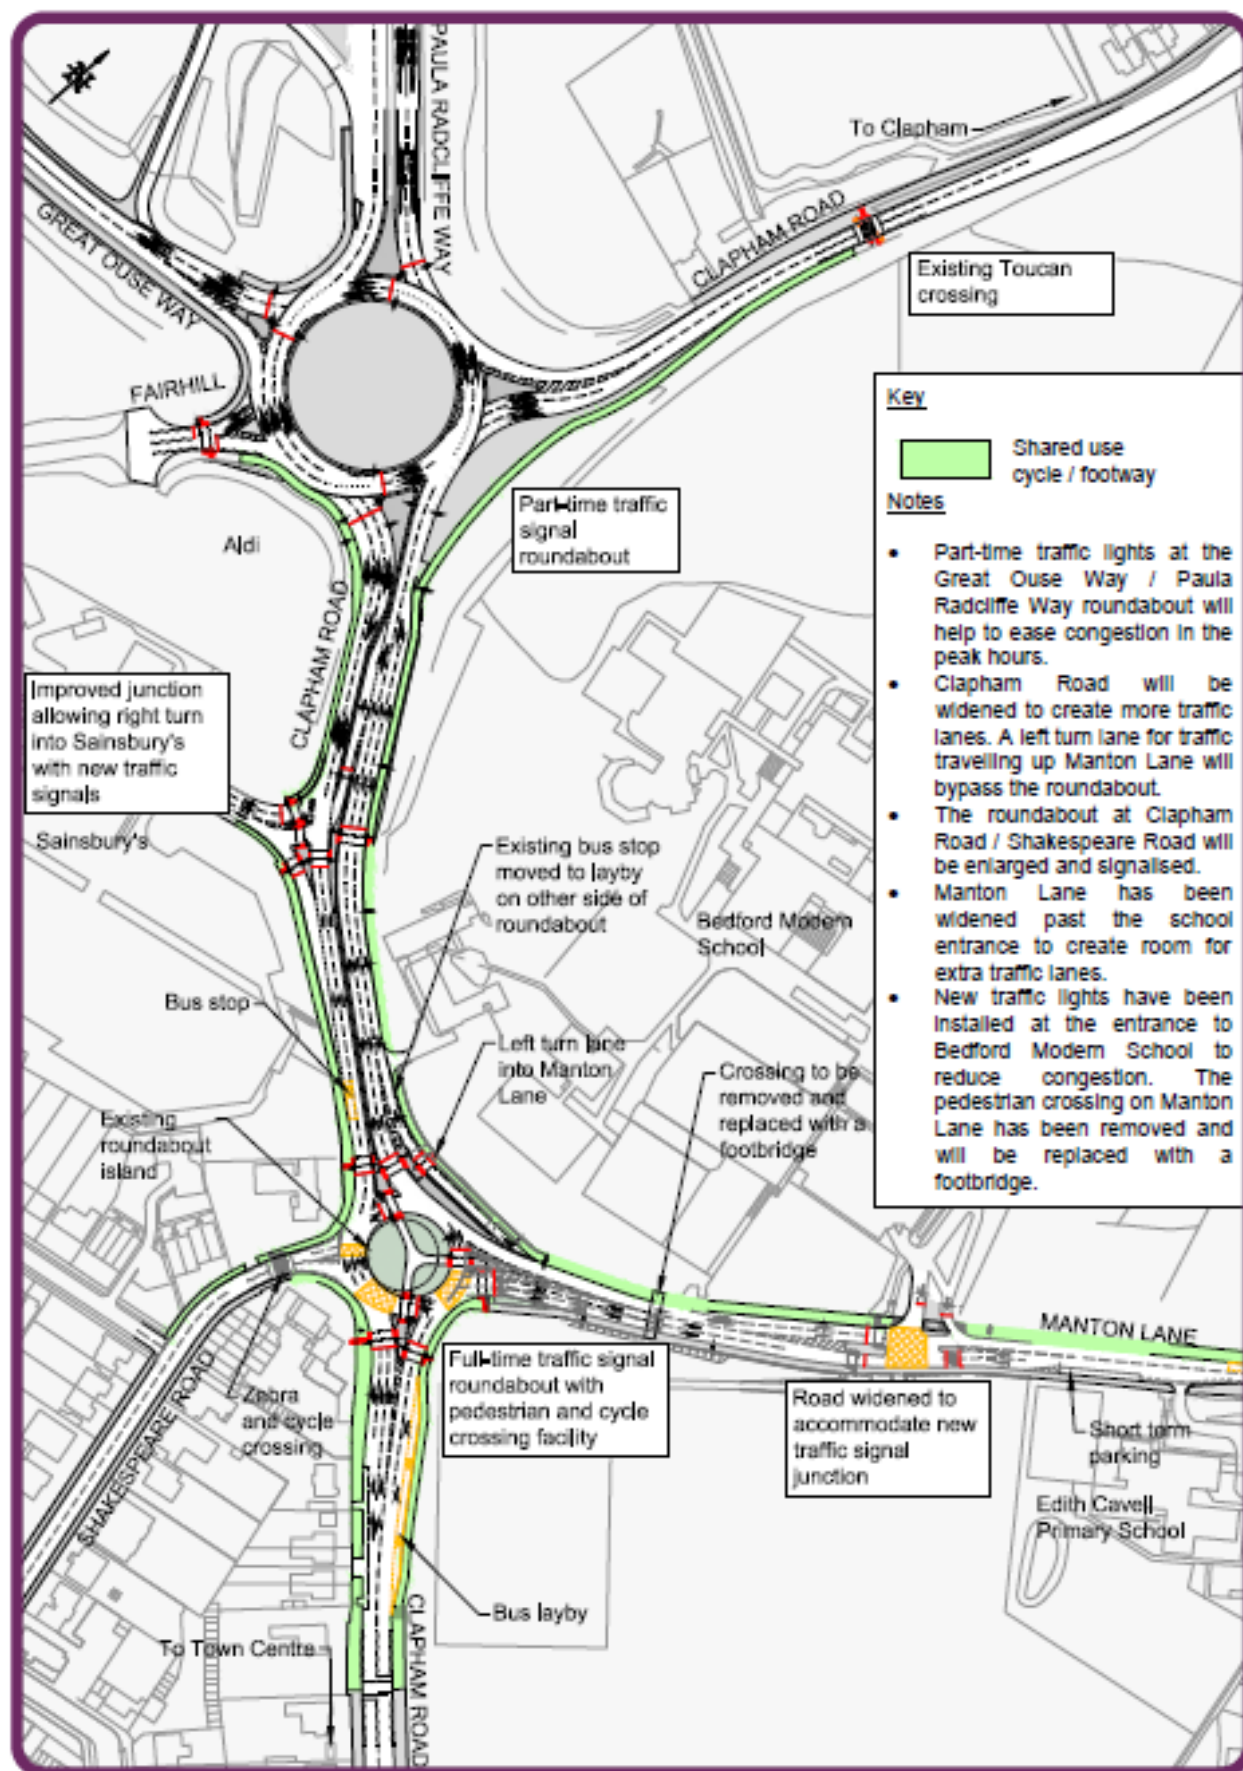 PAULA RADCLIFFE WAY
To Clapham
CLAPHAM ROAD
GREAT OUSE WAY
Existing Toucan
crossing
FAIRHILL
Key
Shared use
cycle / footway
Notes
Part-time traffic
signal
roundabout
Aldi
CLAPHAM ROAD
• Part-time traffic lights at the
Great Ouse Way / Paula
Radcliffe Way roundabout will
help to ease congestion in the
peak hours.
• Clapham Road will be
widened to create more traffic
lanes. A left turn lane for traffic
travelling up Manton Lane will
bypass the roundabout.
• The roundabout at Clapham
Road / Shakespeare Road will
be enlarged and signalised.
• Manton Lane has been
widened past the school
entrance to create room for
extra traffic lanes.
• New traffic lights have been
installed at the entrance to
Bedford Modern School to
reduce congestion. The
pedestrian crossing on Manton
Lane has been removed and
will be replaced with a
footbridge.
Improved junction
allowing right turn
into Sainsbury's
with new traffic
signals
Sainsbury's
Existing bus stop
moved to layby
on other side of
roundabout
Bedford Modern
School
Bus stop
Left turn lane
into Manton
Lane
Crossing to be
removed and
replaced with a
footbridge
Existing
roundabout
island
MANTON LANE
SHAKESPEARE ROAD
Zebra
and cycle
crossing
Full-time traffic signal
roundabout with
pedestrian and cycle
crossing facility
Road widened to
accommodate new
traffic signal
junction
Short term
parking
Edith Cavell
Primary School
Bus layby
To Town Centre
CLAPHAM ROAD